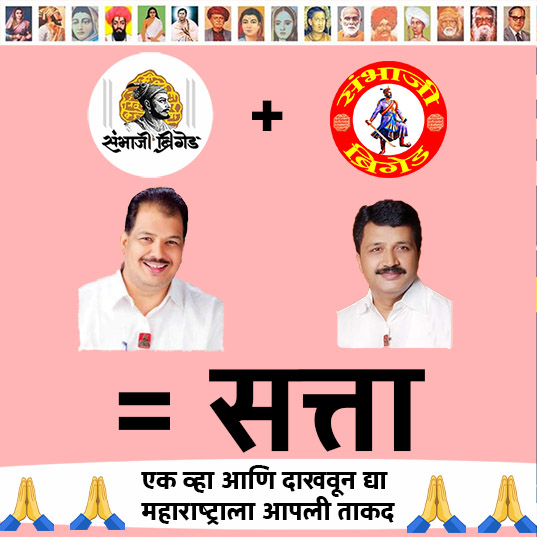 संभाजी ब्रिगेड
+
संभाजी
ब्रिगेड
= सत्ता
एक व्हा आणि दाखवून द्या
महाराष्ट्राला आपली ताकद